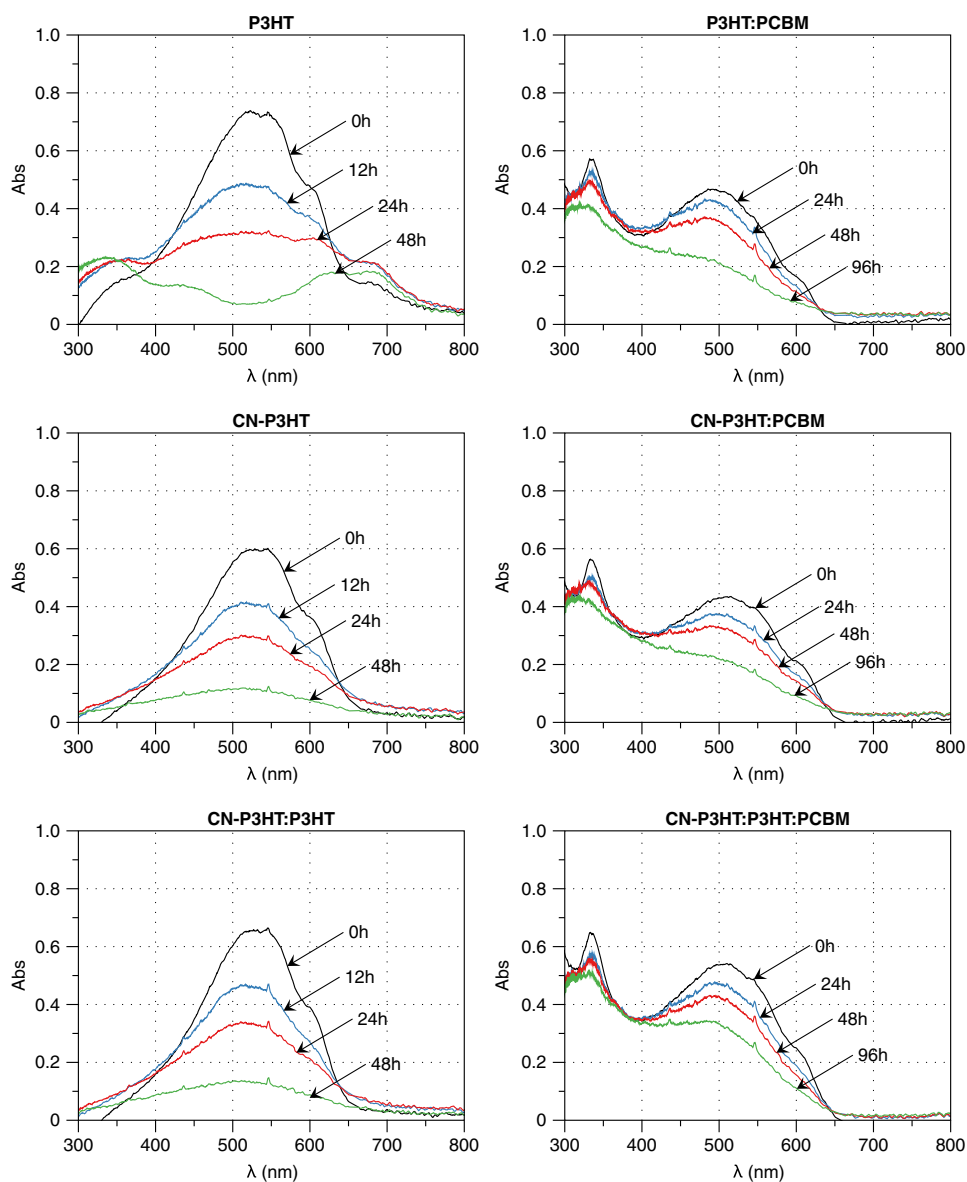 P3HT
1.0
0.8
0.6
0.4
0.2
0
Abs
0h
12h
24h
48h
300 400 500 600 700 800
λ (nm)
P3HT:PCBM
1.0
0.8
0.6
0.4
0.2
0
Abs
0h
24h
48h
96h
300 400 500 600 700 800
λ (nm)
CN-P3HT
1.0
0.8
0.6
0.4
0.2
0
Abs
0h
12h
24h
48h
300 400 500 600 700 800
λ (nm)
CN-P3HT:PCBM
1.0
0.8
0.6
0.4
0.2
0
Abs
0h
24h
48h
96h
300 400 500 600 700 800
λ (nm)
CN-P3HT:P3HT
1.0
0.8
0.6
0.4
0.2
0
Abs
0h
12h
24h
48h
300 400 500 600 700 800
λ (nm)
CN-P3HT:P3HT:PCBM
1.0
0.8
0.6
0.4
0.2
0
Abs
0h
24h
48h
96h
300 400 500 600 700 800
λ (nm)